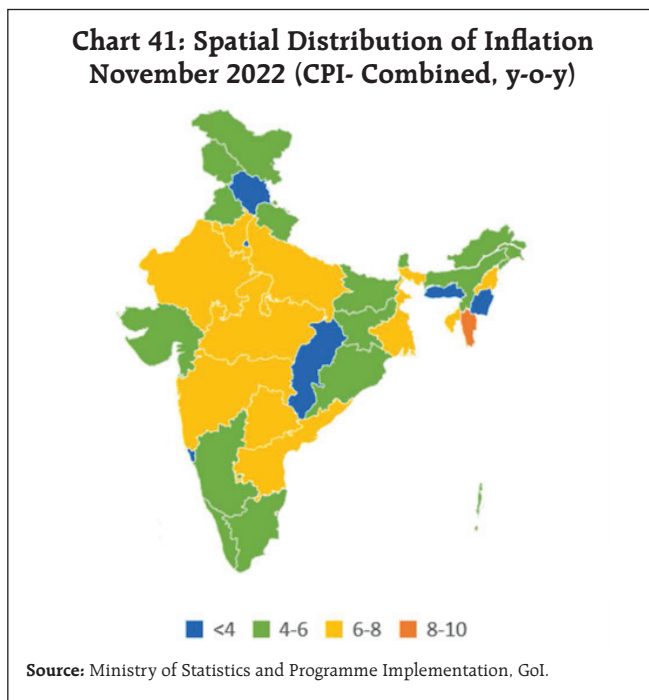 Chart 41: Spatial Distribution of Inflation
November 2022 (CPI- Combined, y-o-y)
<4 4-6 6-8 8-10
Source: Ministry of Statistics and Programme Implementation, GoI.